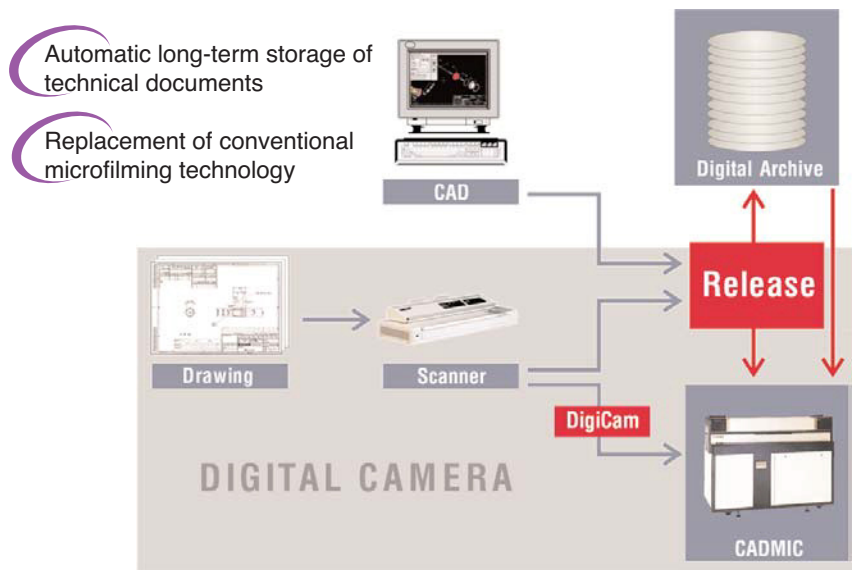 Automatic long-term storage of
technical documents
Replacement of conventional
microfilming technology
CAD
Digital Archive
Release
Drawing
Scanner
DigiCam
DIGITAL CAMERA
CADMIC